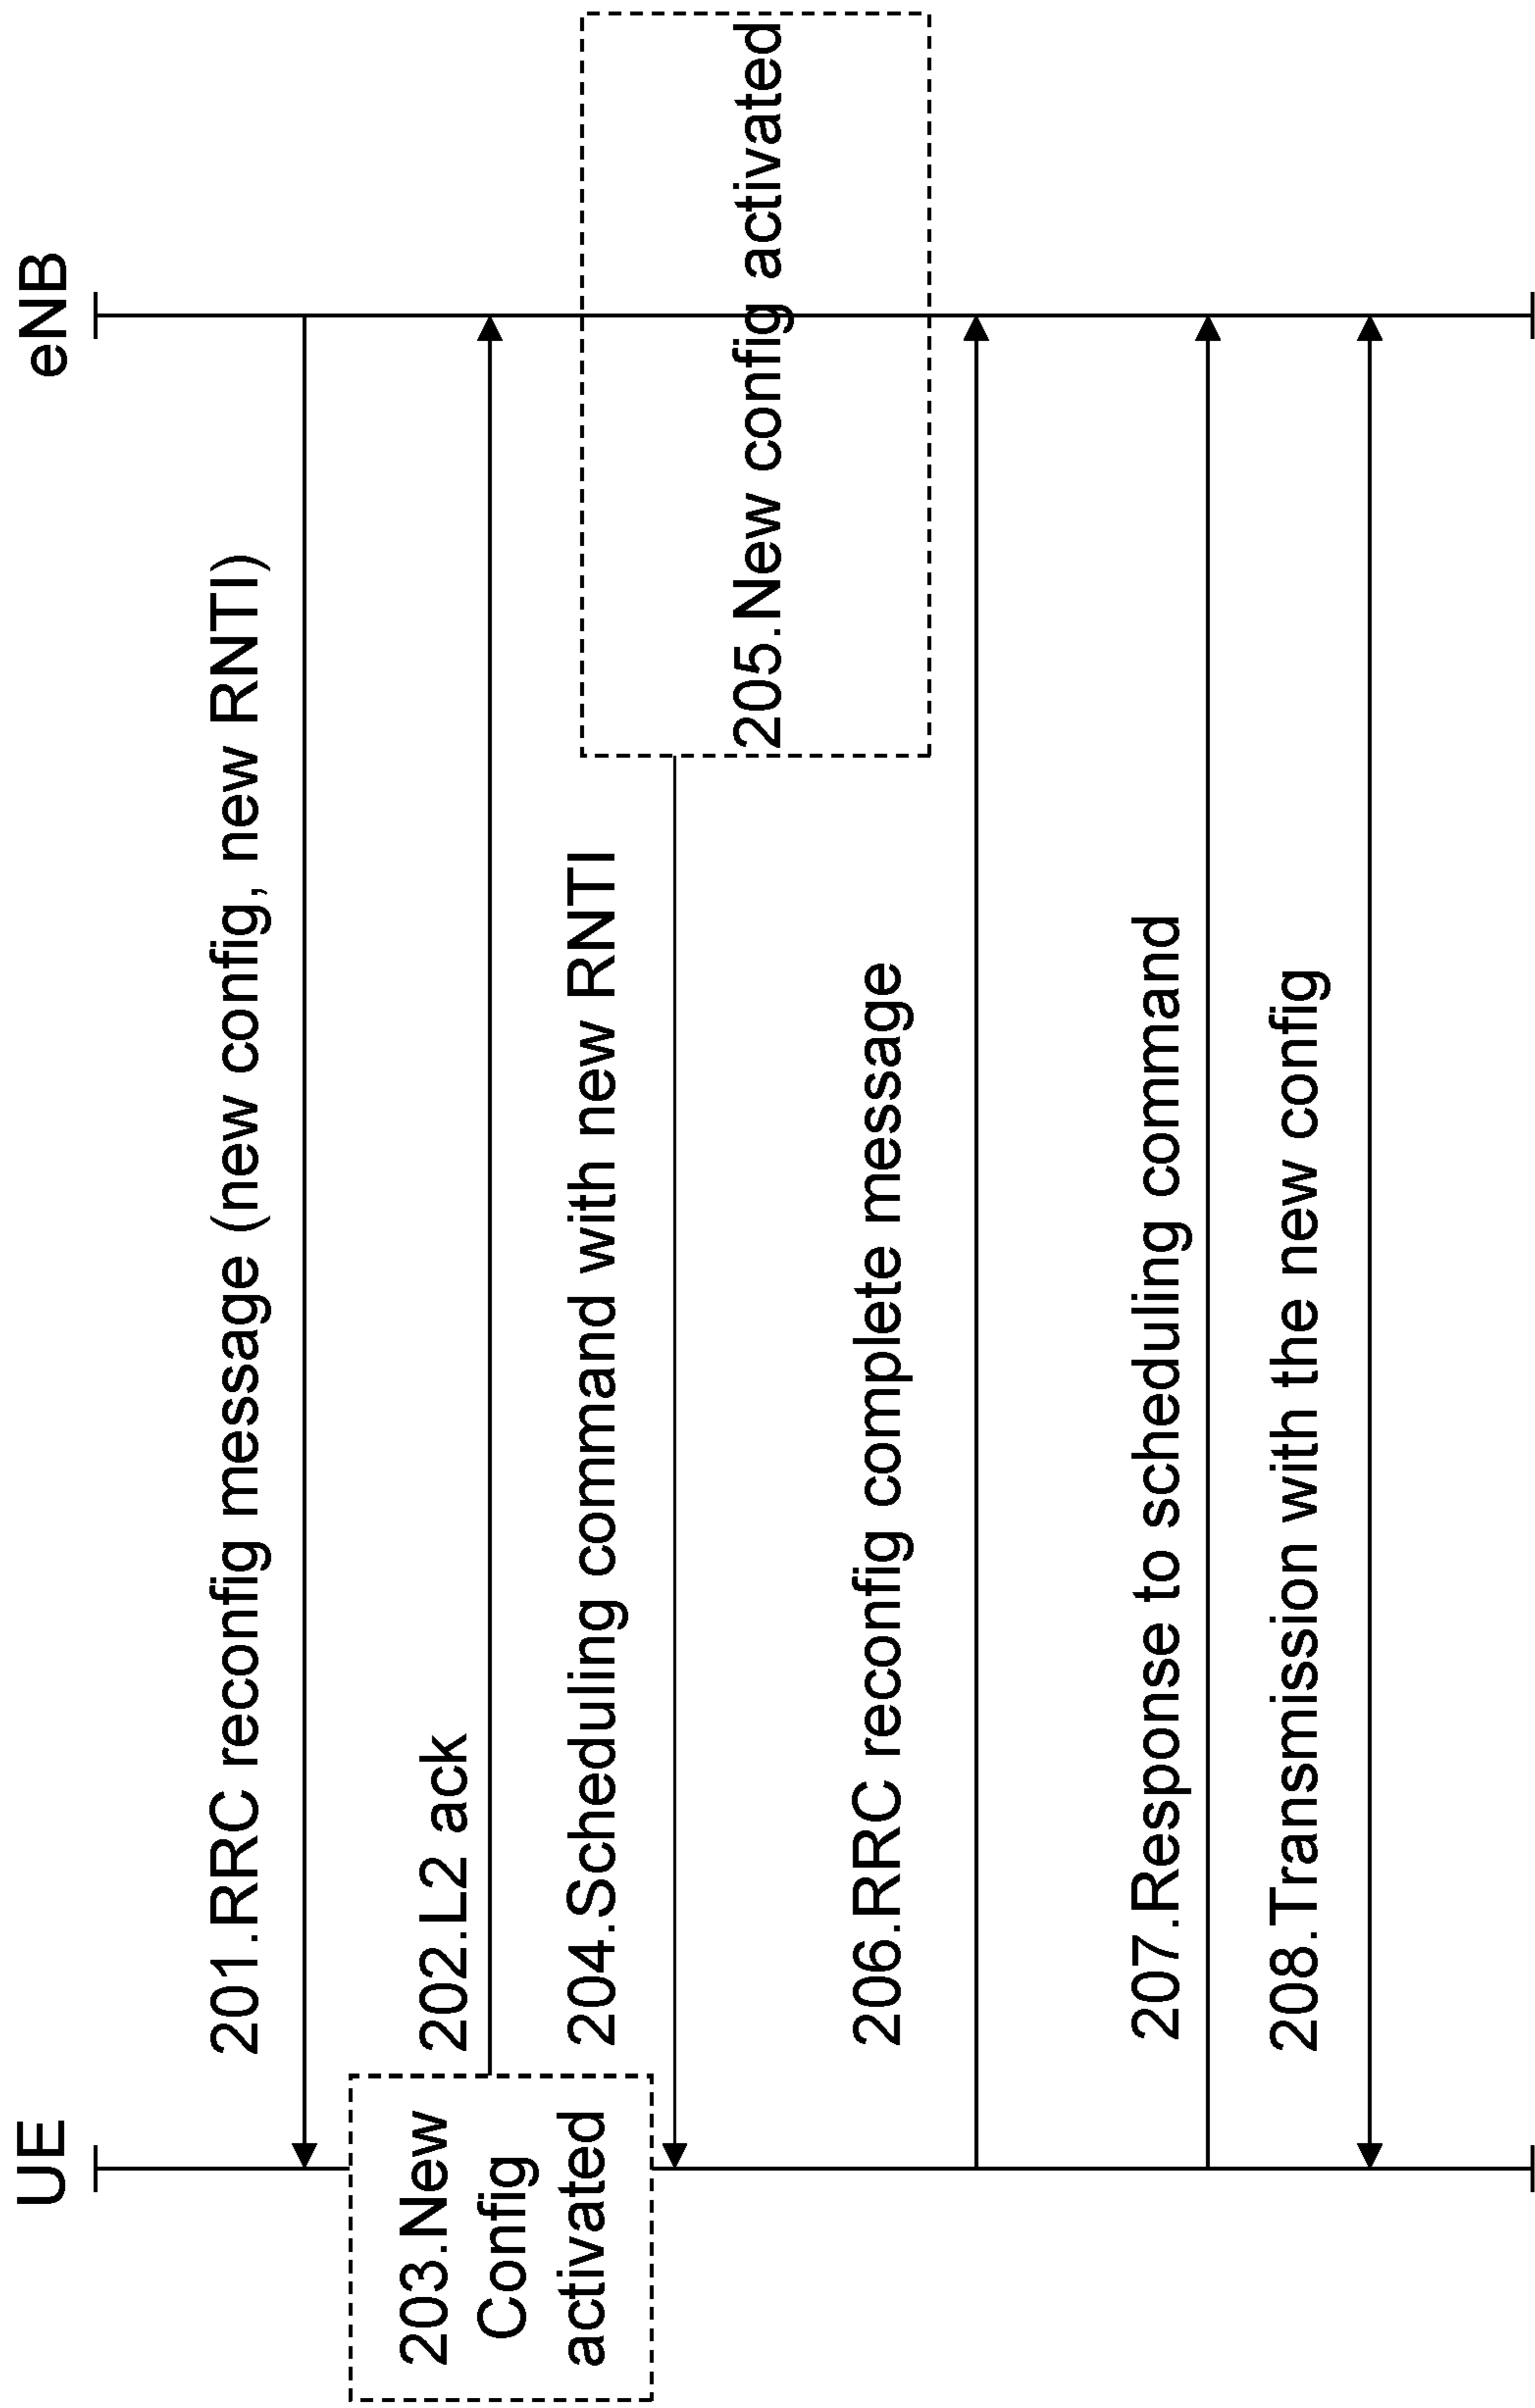 UE
eNB
201.RRC reconfig message (new config, new RNTI)
202.L2 ack
203.New
Config
activated
204.Scheduling command with new RNTI
205.New config activated
206.RRC reconfig complete message
207.Response to scheduling command
208.Transmission with the new config